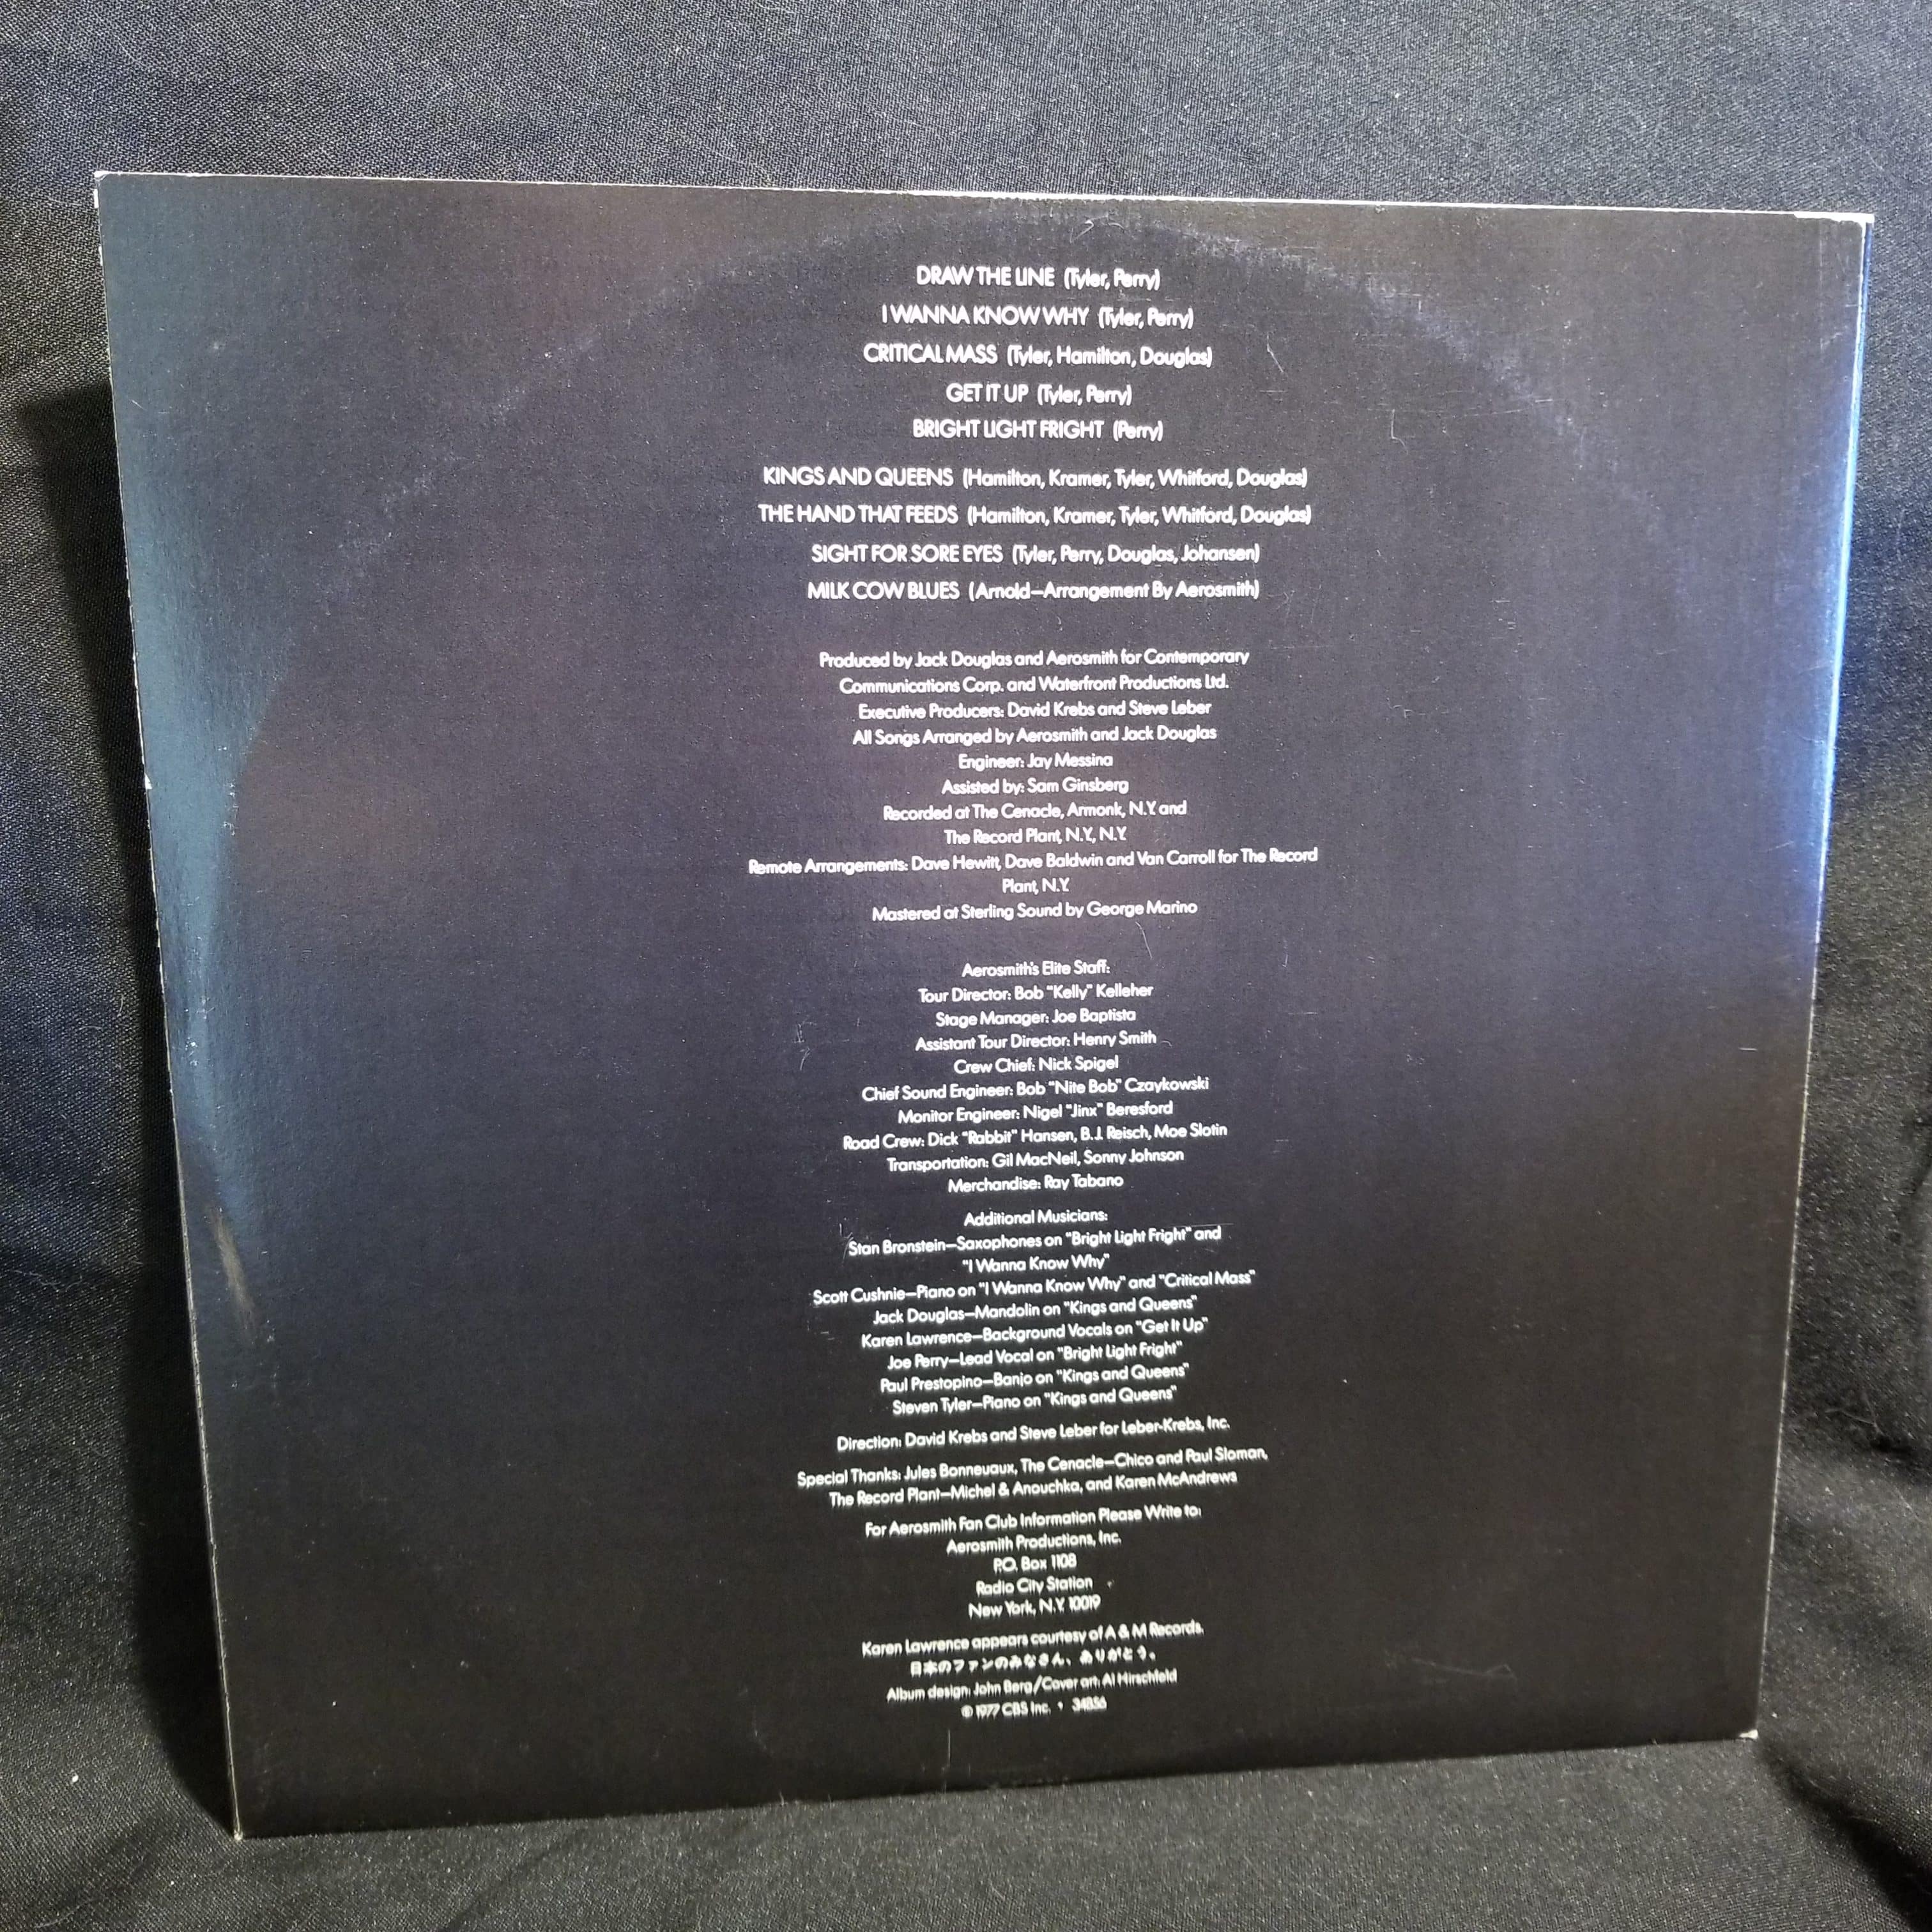 DRAW THE LINE (Tyler, Perry)
I WANNA KNOW WHY (Tyler, Perry)
CRITICAL MASS (Tyler, Hamilton, Douglas)
GET IT UP (Tyler, Perry)
BRIGHT LIGHT FRIGHT (Perry)
KINGS AND QUEENS (Hamilton, Kramer, Tyler, Whitford, Douglas)
THE HAND THAT FEEDS (Hamilton, Kramer, Tyler, Whitford, Douglas)
SIGHT FOR SORE EYES (Tyler, Perry, Douglas, Johansen)
MILK COW BLUES (Arnold—Arrangement By Aerosmith)
Produced by Jack Douglas and Aerosmith for Contemporary
Communications Corp. and Waterfront Productions Ltd.
Executive Producers: David Krebs and Steve Leber
All Songs Arranged by Aerosmith and Jack Douglas
Engineer: Jay Messina
Assisted by: Sam Ginsberg
Recorded at The Cenacle, Armonk, N.Y. and
The Record Plant, N.Y., N.Y.
Remote Arrangements: Dave Hewitt, Dave Baldwin and Van Carroll for The Record
Plant, N.Y.
Mastered at Sterling Sound by George Marino
Aerosmith's Elite Staff:
Tour Director: Bob "Kelly" Kelleher
Stage Manager: Joe Baptista
Assistant Tour Director: Henry Smith
Crew Chief: Nick Spigel
Chief Sound Engineer: Bob "Nite Bob" Czaykowski
Monitor Engineer: Nigel "Jinx" Beresford
Road Crew: Dick "Rabbit" Hansen, B.J. Reisch, Moe Slotin
Transportation: Gil MacNeil, Sonny Johnson
Merchandise: Ray Tabano
Additional Musicians:
Stan Bronstein—Saxophones on "Bright Light Fright" and
"I Wanna Know Why"
Scott Cushnie—Piano on "I Wanna Know Why" and "Critical Mass"
Jack Douglas—Mandolin on "Kings and Queens"
Karen Lawrence—Background Vocals on "Get It Up"
Joe Perry—Lead Vocal on "Bright Light Fright"
Paul Prestopino—Banjo on "Kings and Queens"
Steven Tyler—Piano on "Kings and Queens"
Direction: David Krebs and Steve Leber for Leber-Krebs, Inc.
Special Thanks: Jules Bonneuaux, The Cenacle—Chico and Paul Sloman,
The Record Plant—Michel & Anouchka, and Karen McAndrews
For Aerosmith Fan Club Information Please Write to:
Aerosmith Productions, Inc.
P.O. Box 1108
Radio City Station
New York, N.Y. 10019
Karen Lawrence appears courtesy of A & M Records.
日本のファンのみなさん、ありがとう。
Album design: John Berg/Cover art: Al Hirschfeld
© 1977 CBS Inc. • 34856